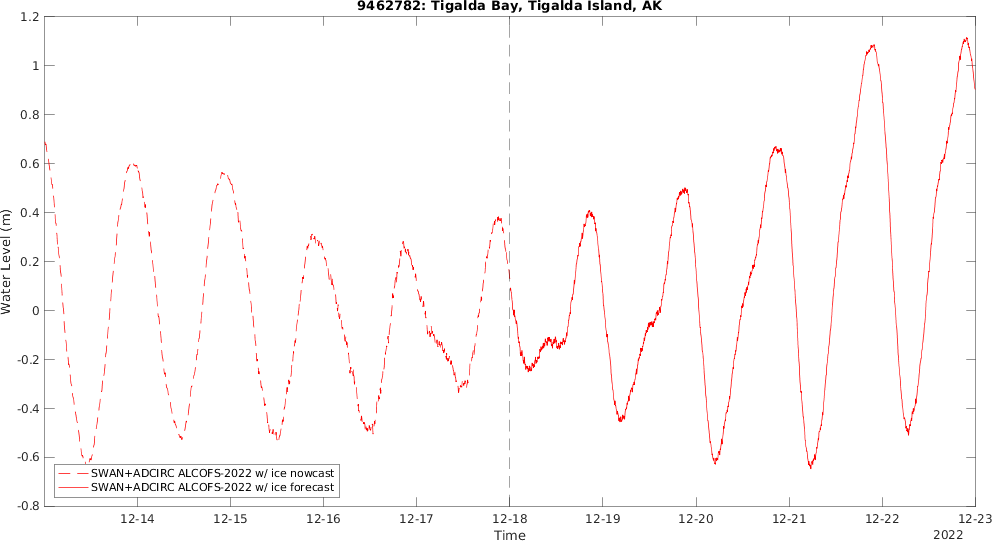 9462782: Tigalda Bay, Tigalda Island, AK
1.2
1
0.8
0.6
0.4
0.2
0
-0.2
-0.4
-0.6
-0.8
Water Level (m)
SWAN+ADCIRC ALCOFS-2022 w/ ice nowcast
SWAN+ADCIRC ALCOFS-2022 w/ ice forecast
12-14 12-15 12-16 12-17 12-18 12-19 12-20 12-21 12-22 12-23
Time
2022